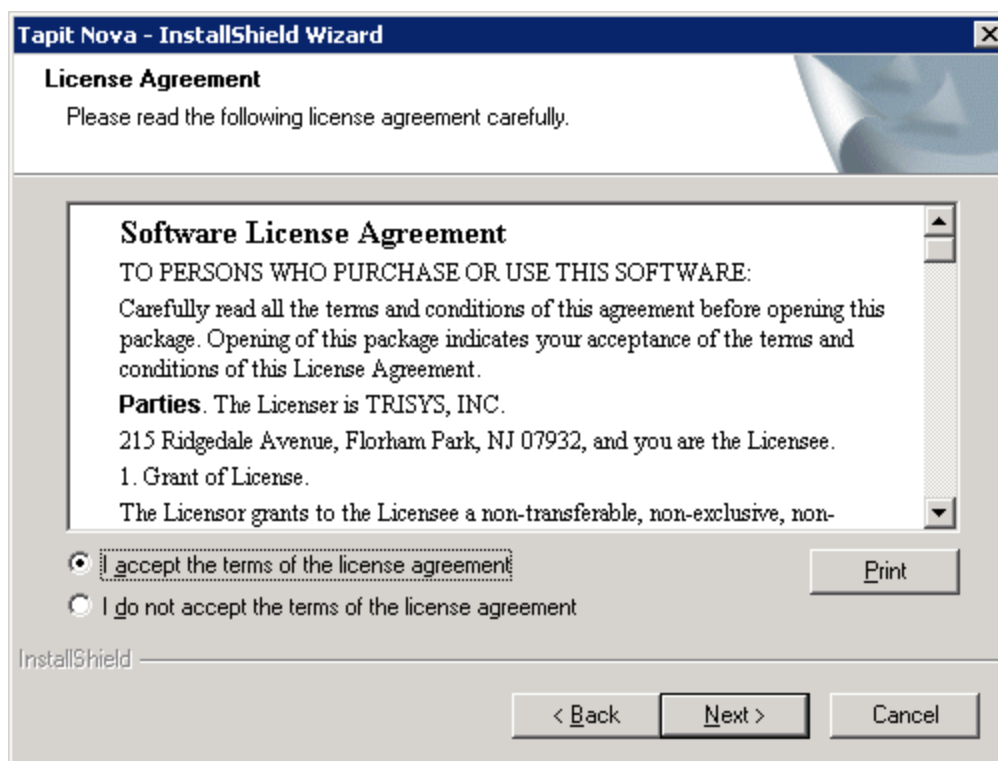 Tapit Nova - InstallShield Wizard
License Agreement
Please read the following license agreement carefully.
Software License Agreement
TO PERSONS WHO PURCHASE OR USE THIS SOFTWARE:
Carefully read all the terms and conditions of this agreement before opening this
package. Opening of this package indicates your acceptance of the terms and
conditions of this License Agreement.
Parties. The Licenser is TRISYS, INC.
215 Ridgedale Avenue, Florham Park, NJ 07932, and you are the Licensee.
1. Grant of License.
The Licensor grants to the Licensee a non-transferable, non-exclusive, non-
I accept the terms of the license agreement
Print
I do not accept the terms of the license agreement
InstallShield
< Back
Next >
Cancel